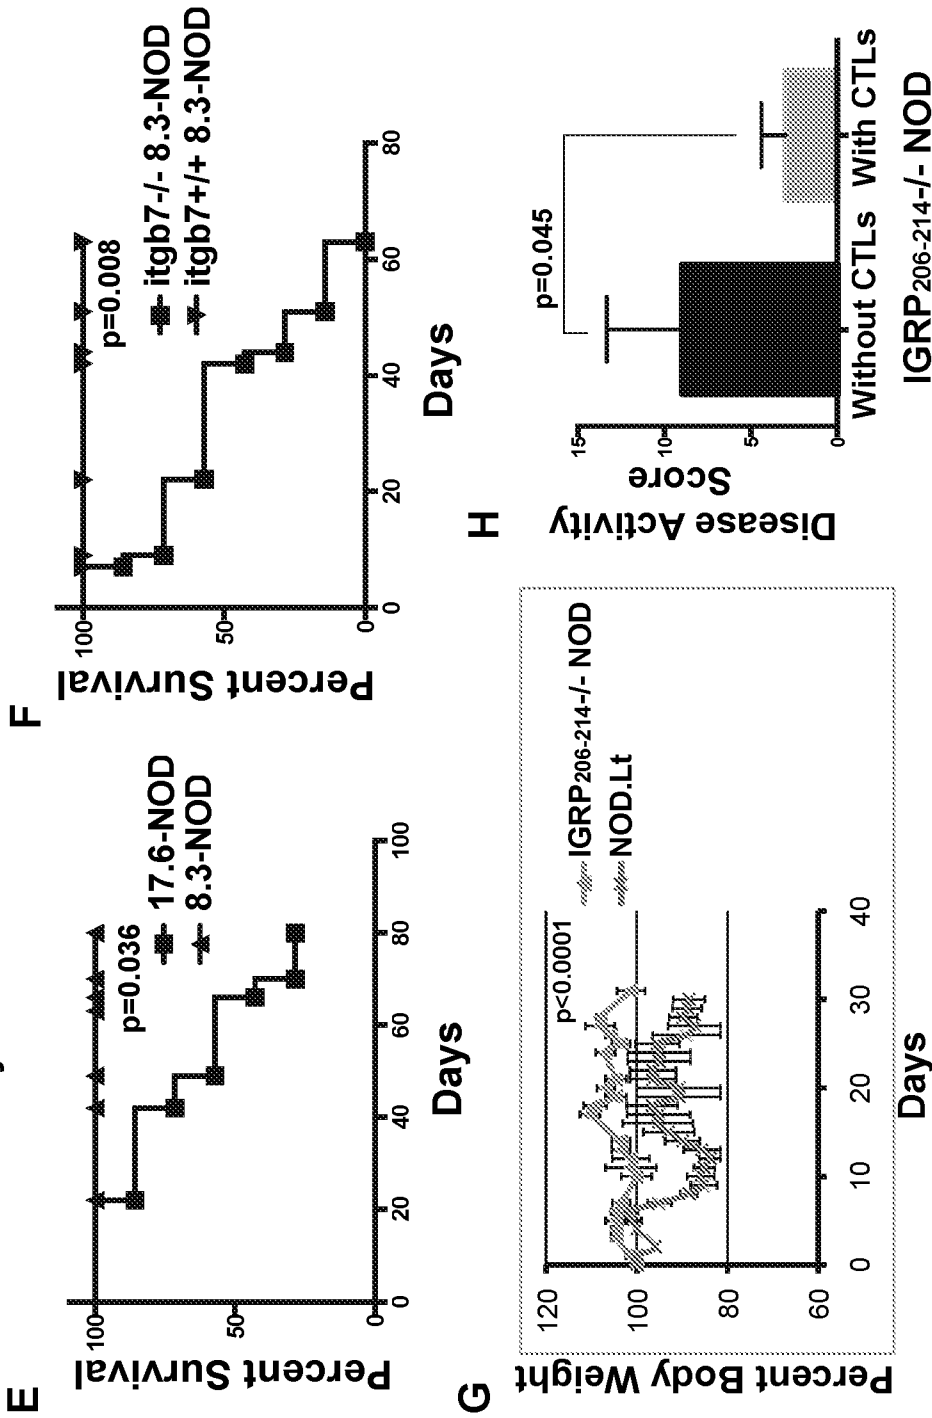 E
Percent Survival
100
50
0
0 20 40 60 80 100
Days
p=0.036
17.6-NOD
8.3-NOD
F
Percent Survival
100
50
0
0 20 40 60 80
Days
p=0.008
itgb7-/- 8.3-NOD
itgb7+/+ 8.3-NOD
G
Percent Body Weight
120
100
80
60
0 10 20 30 40
Days
p<0.0001
IGRP206-214-/- NOD
NOD.Lt
H
Disease Activity
Score
15
10
5
0
p=0.045
Without CTLs With CTLs
IGRP206-214-/- NOD